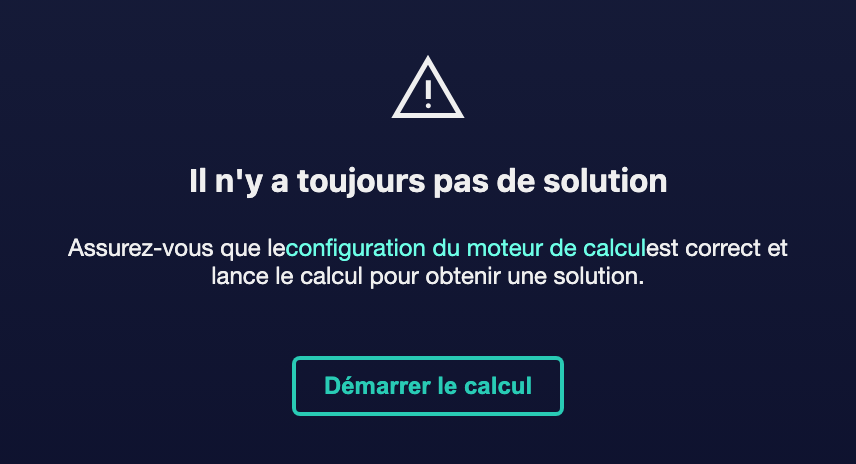 Il n'y a toujours pas de solution
Assurez-vous que leconfiguration du moteur de calculest correct et
lance le calcul pour obtenir une solution.
Démarrer le calcul